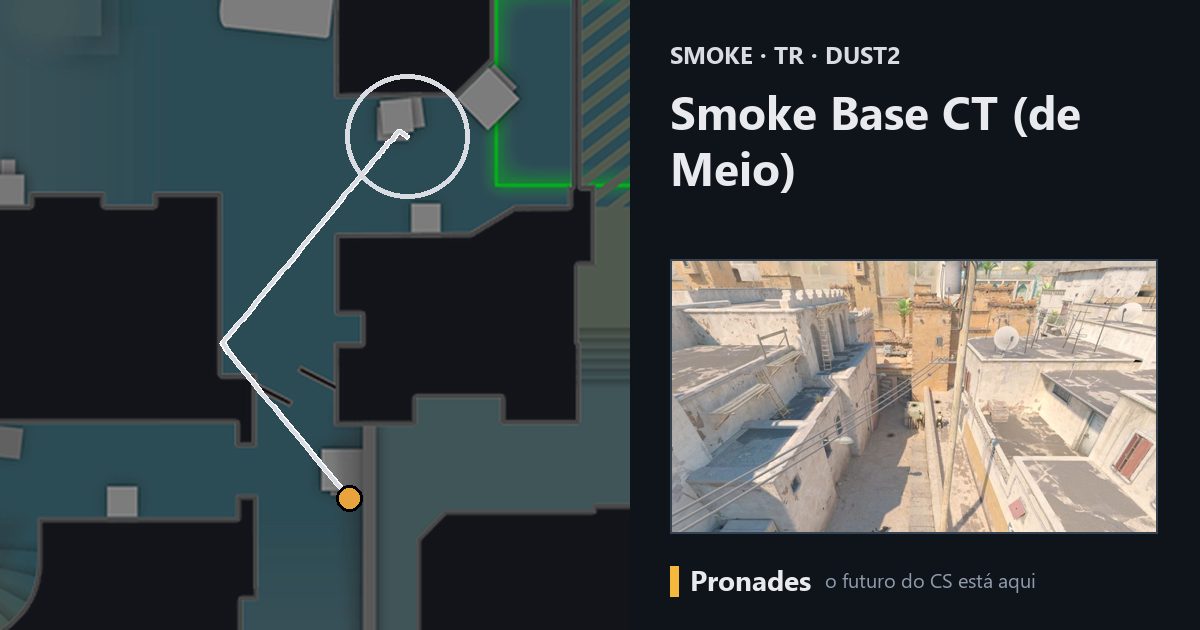 SMOKE · TR · DUST2
Smoke Base CT (de
Meio)
Pronades o futuro do CS está aqui